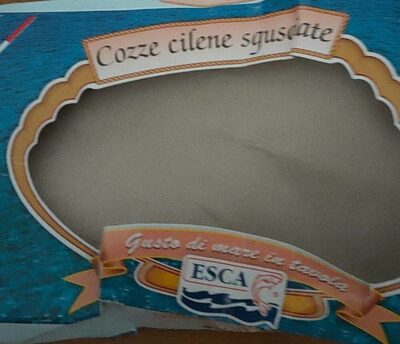 Cozze cilene sgusciate
Gusto di mare in tavola
ESCA